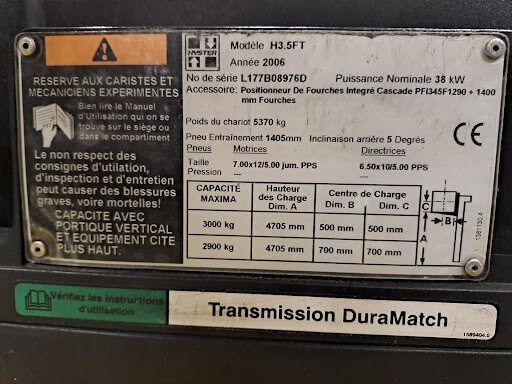 RESERVE AUX CARISTES ET
MECANICIENS EXPERIMENTES
Bien lire le Manuel
d'Utilisation qui on se
trouve sur le siège ou
dans le compartiment
Le non respect des
consignes d'utilation,
d'inspection et d'entretien
peut causer des blessures
graves, voire mortelles!
CAPACITE AVEC
PORTIQUE VERTICAL
ET EQUIPEMENT CITE
PLUS HAUT.
HYSTER
Modèle H3.5FT
Année 2006
No de série L177B08976D Puissance Nominale 38 kW
Accessoire: Positionneur De Fourches Integré Cascade PFI345F1290 + 1400
mm Fourches
Poids du chariot 5370 kg
Pneu Entraînement 1405mm Inclinaison arrière 5 Degrés
Pneus Motrices Directrices
Taille 7.00x12/5.00 jum. PPS 6.50x10/5.00 PPS
Pression --- ---
CAPACITÉ MAXIMA Hauteur des Charge Dim. A Centre de Charge Dim. B Dim. C
3000 kg 4705 mm 500 mm 500 mm
2900 kg 4705 mm 700 mm 700 mm
CE
C
B
A
1581130.4
Vérifiez les instructions
d'utilisation
Transmission DuraMatch
1580404.0